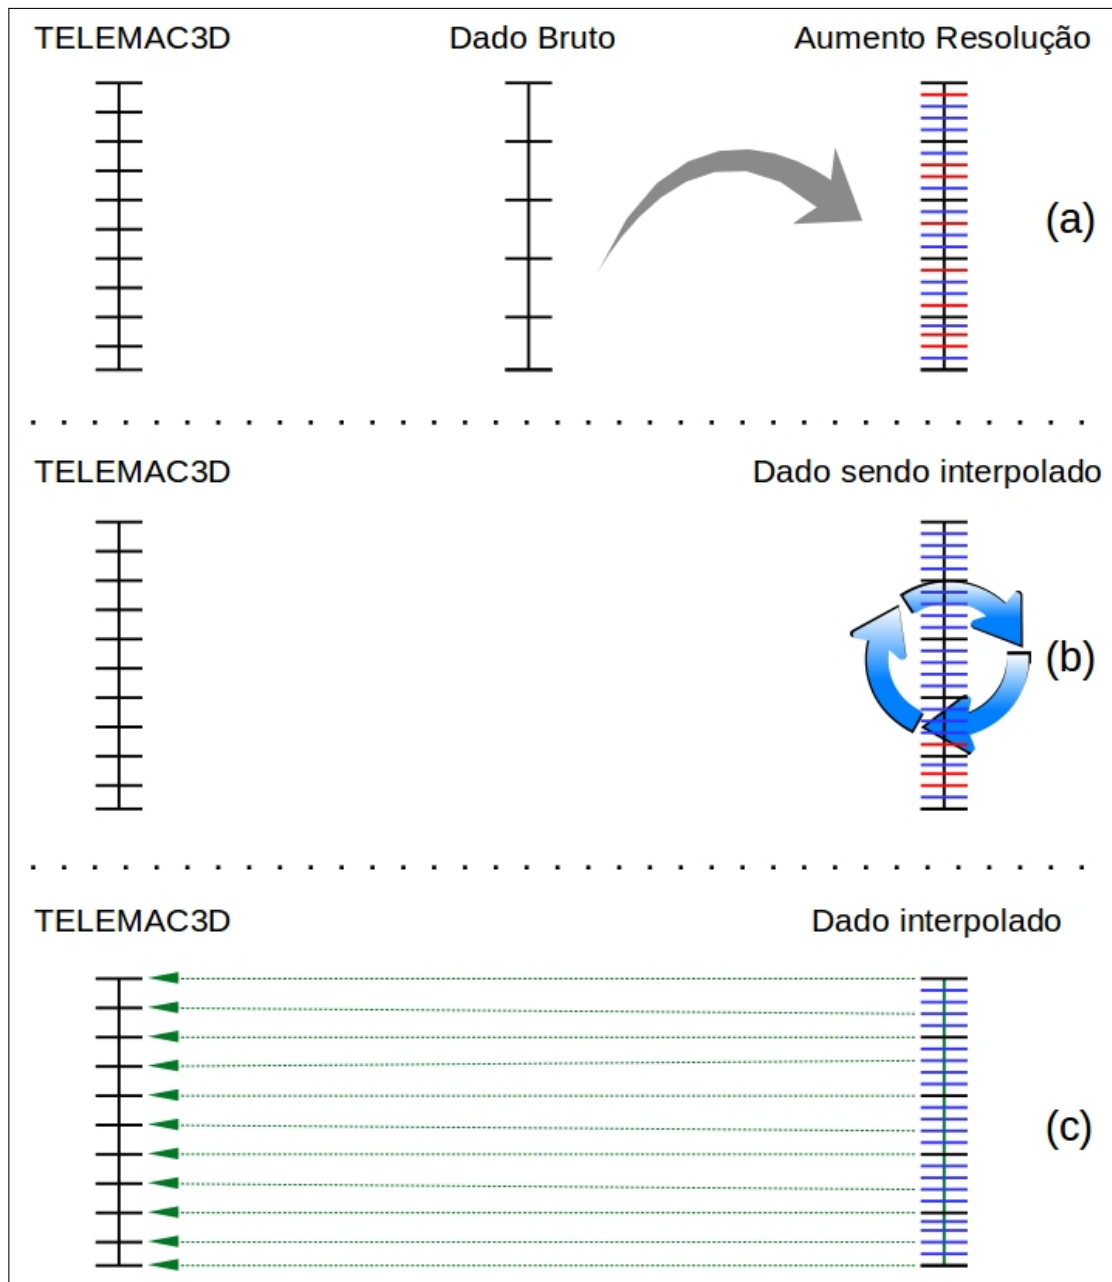 TELEMAC3D Dado Bruto Aumento Resolução
(a)
TELEMAC3D Dado sendo interpolado
(b)
TELEMAC3D Dado interpolado
(c)